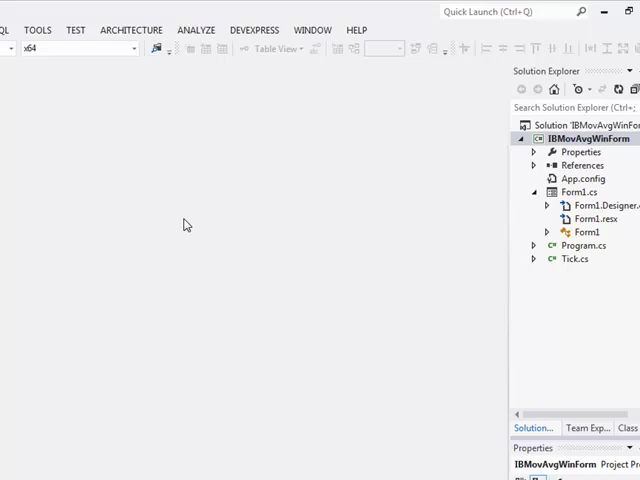 Quick Launch (Ctrl+Q)
QL TOOLS TEST ARCHITECTURE ANALYZE DEVEXPRESS WINDOW HELP
x64 Table View
Solution Explorer
Search Solution Explorer (Ctrl+;
Solution 'IBMovAvgWinFor
IBMovAvgWinForm
Properties
References
App.config
Form1.cs
Form1.Designer.
Form1.resx
Form1
Program.cs
Tick.cs
Solution... Team Exp... Class
Properties
IBMovAvgWinForm Project Pro